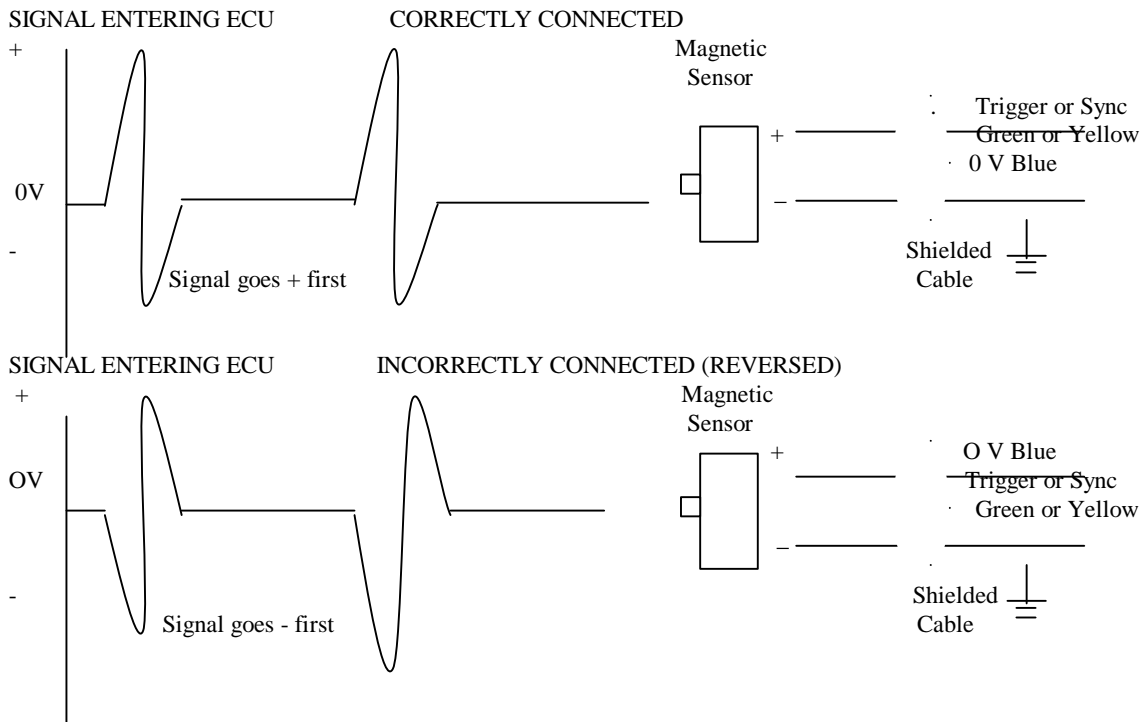 SIGNAL ENTERING ECU
CORRECTLY CONNECTED
+
Magnetic
Sensor
Trigger or Sync
+
Green or Yellow
0 V Blue
0V
–
-
Signal goes + first
Shielded
Cable
SIGNAL ENTERING ECU
INCORRECTLY CONNECTED (REVERSED)
+
Magnetic
Sensor
+
O V Blue
OV
Trigger or Sync
Green or Yellow
–
-
Signal goes - first
Shielded
Cable